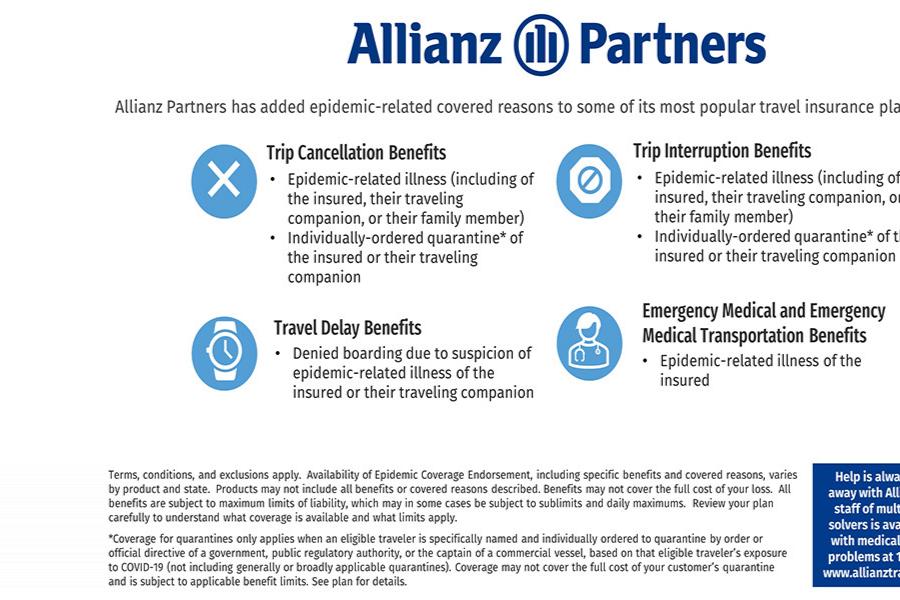 Allianz Partners
Allianz Partners has added epidemic-related covered reasons to some of its most popular travel insurance
Trip Cancellation Benefits
• Epidemic-related illness (including of
the insured, their traveling
companion, or their family member)
• Individually-ordered quarantine* of
the insured or their traveling
companion
Trip Interruption Benefits
• Epidemic-related illness (including of
insured, their traveling companion, or
their family member)
• Individually-ordered quarantine* of
insured or their traveling companion
Travel Delay Benefits
• Denied boarding due to suspicion of
epidemic-related illness of the
insured or their traveling companion
Emergency Medical and Emergency
Medical Transportation Benefits
• Epidemic-related illness of the
insured
Terms, conditions, and exclusions apply. Availability of Epidemic Coverage Endorsement, including specific benefits and covered reasons, varies
by product and state. Products may not include all benefits or covered reasons described. Benefits may not cover the full cost of your loss. All
benefits are subject to maximum limits of liability, which may in some cases be subject to sublimits and daily maximums. Review your plan
carefully to understand what coverage is available and what limits apply.
*Coverage for quarantines only applies when an eligible traveler is specifically named and individually ordered to quarantine by order or
official directive of a government, public regulatory authority, or the captain of a commercial vessel, based on that eligible traveler's exposure
to COVID-19 (not including generally or broadly applicable quarantines). Coverage may not cover the full cost of your customer's quarantine
and is subject to applicable benefit limits. See plan for details.
Help is
away with
staff of
solvers is
with medical
problems at